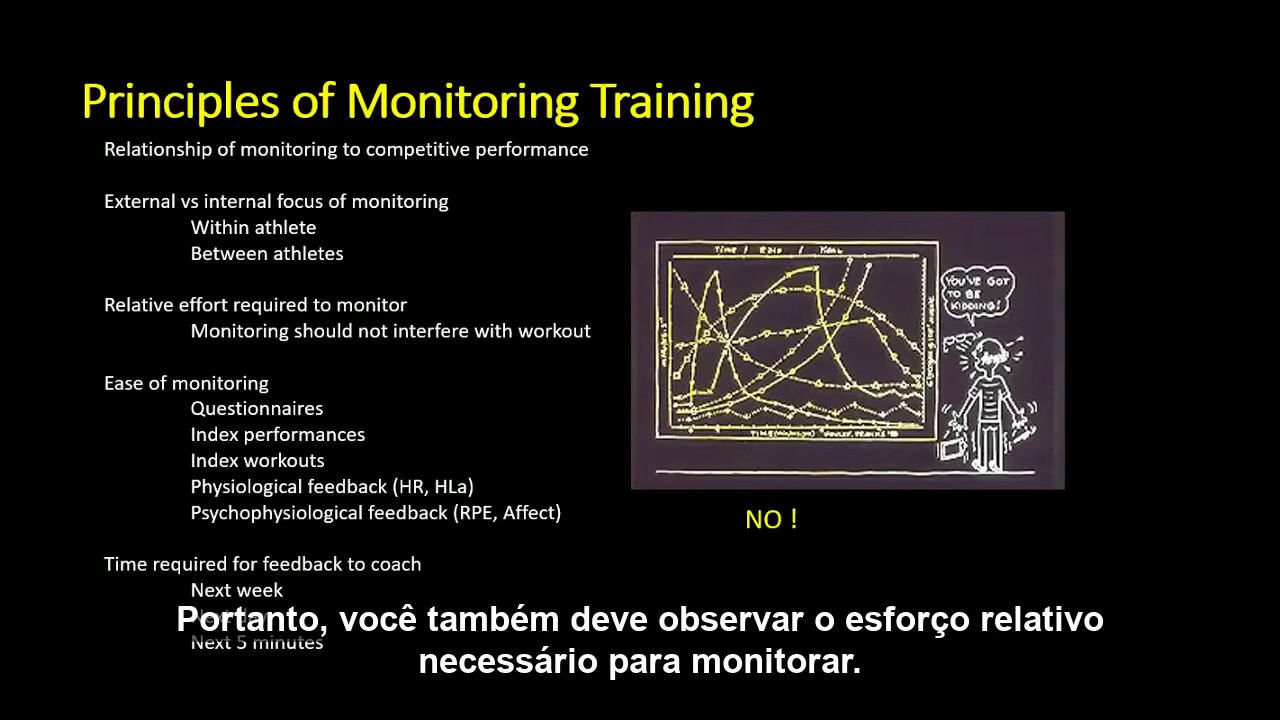 Principles of Monitoring Training
Relationship of monitoring to competitive performance
External vs internal focus of monitoring
Within athlete
Between athletes
Relative effort required to monitor
Monitoring should not interfere with workout
Ease of monitoring
Questionnaires
Index performances
Index workouts
Physiological feedback (HR, HLa)
Psychophysiological feedback (RPE, Affect)
Time required for feedback to coach
Next week
Next 5 minutes
YOU'VE GOT
TO BE
KIDDING!
NO !
Portanto, você também deve observar o esforço relativo
necessário para monitorar.